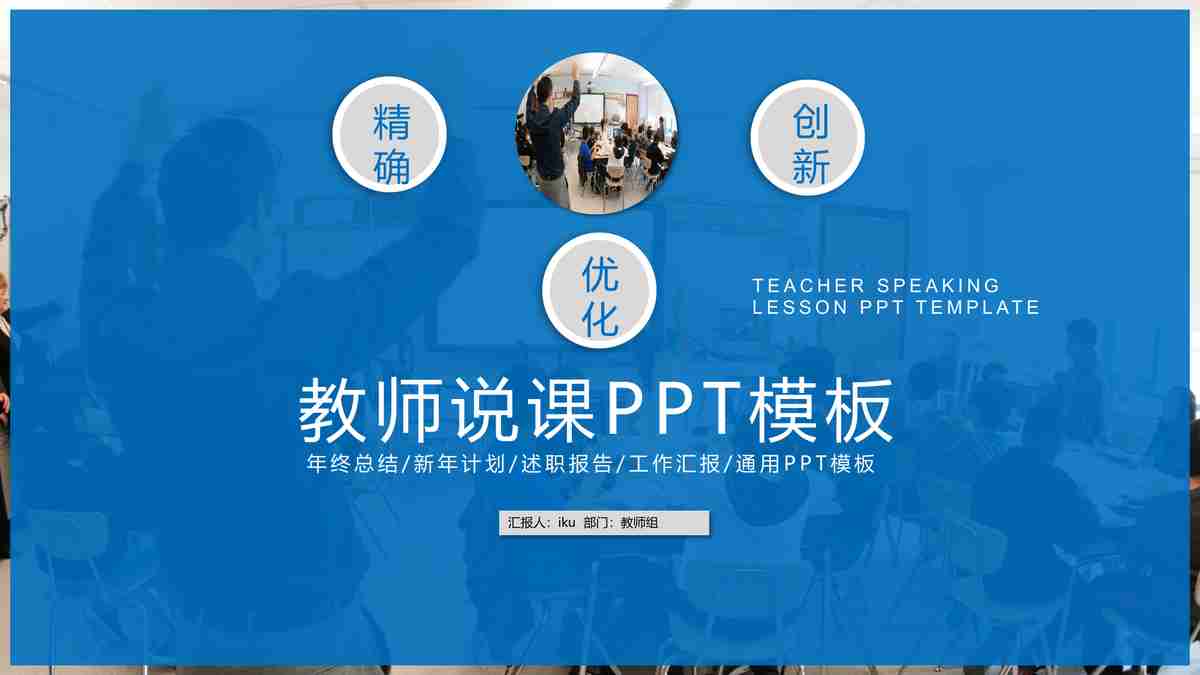 精
确
创
新
优
化
TEACHER SPEAKING
LESSON PPT TEMPLATE
教师说课PPT模板
年终总结/新年计划/述职报告/工作汇报/通用PPT模板
汇报人：iku 部门：教师组